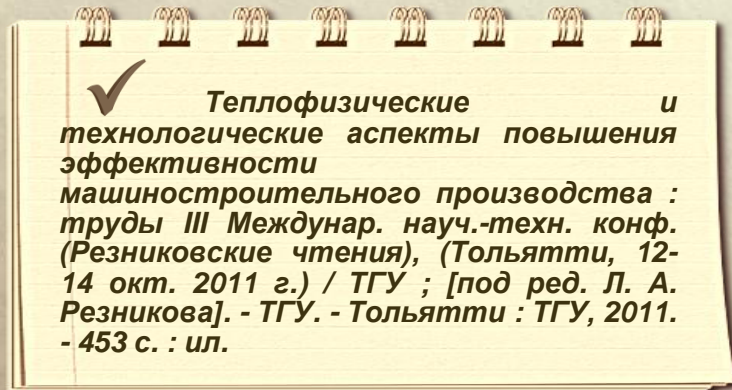 Теплофизические и
технологические аспекты повышения
эффективности
машиностроительного производства :
труды III Междунар. науч.-техн. конф.
(Резниковские чтения), (Тольятти, 12-
14 окт. 2011 г.) / ТГУ ; [под ред. Л. А.
Резникова]. - ТГУ. - Тольятти : ТГУ, 2011.
- 453 с. : ил.